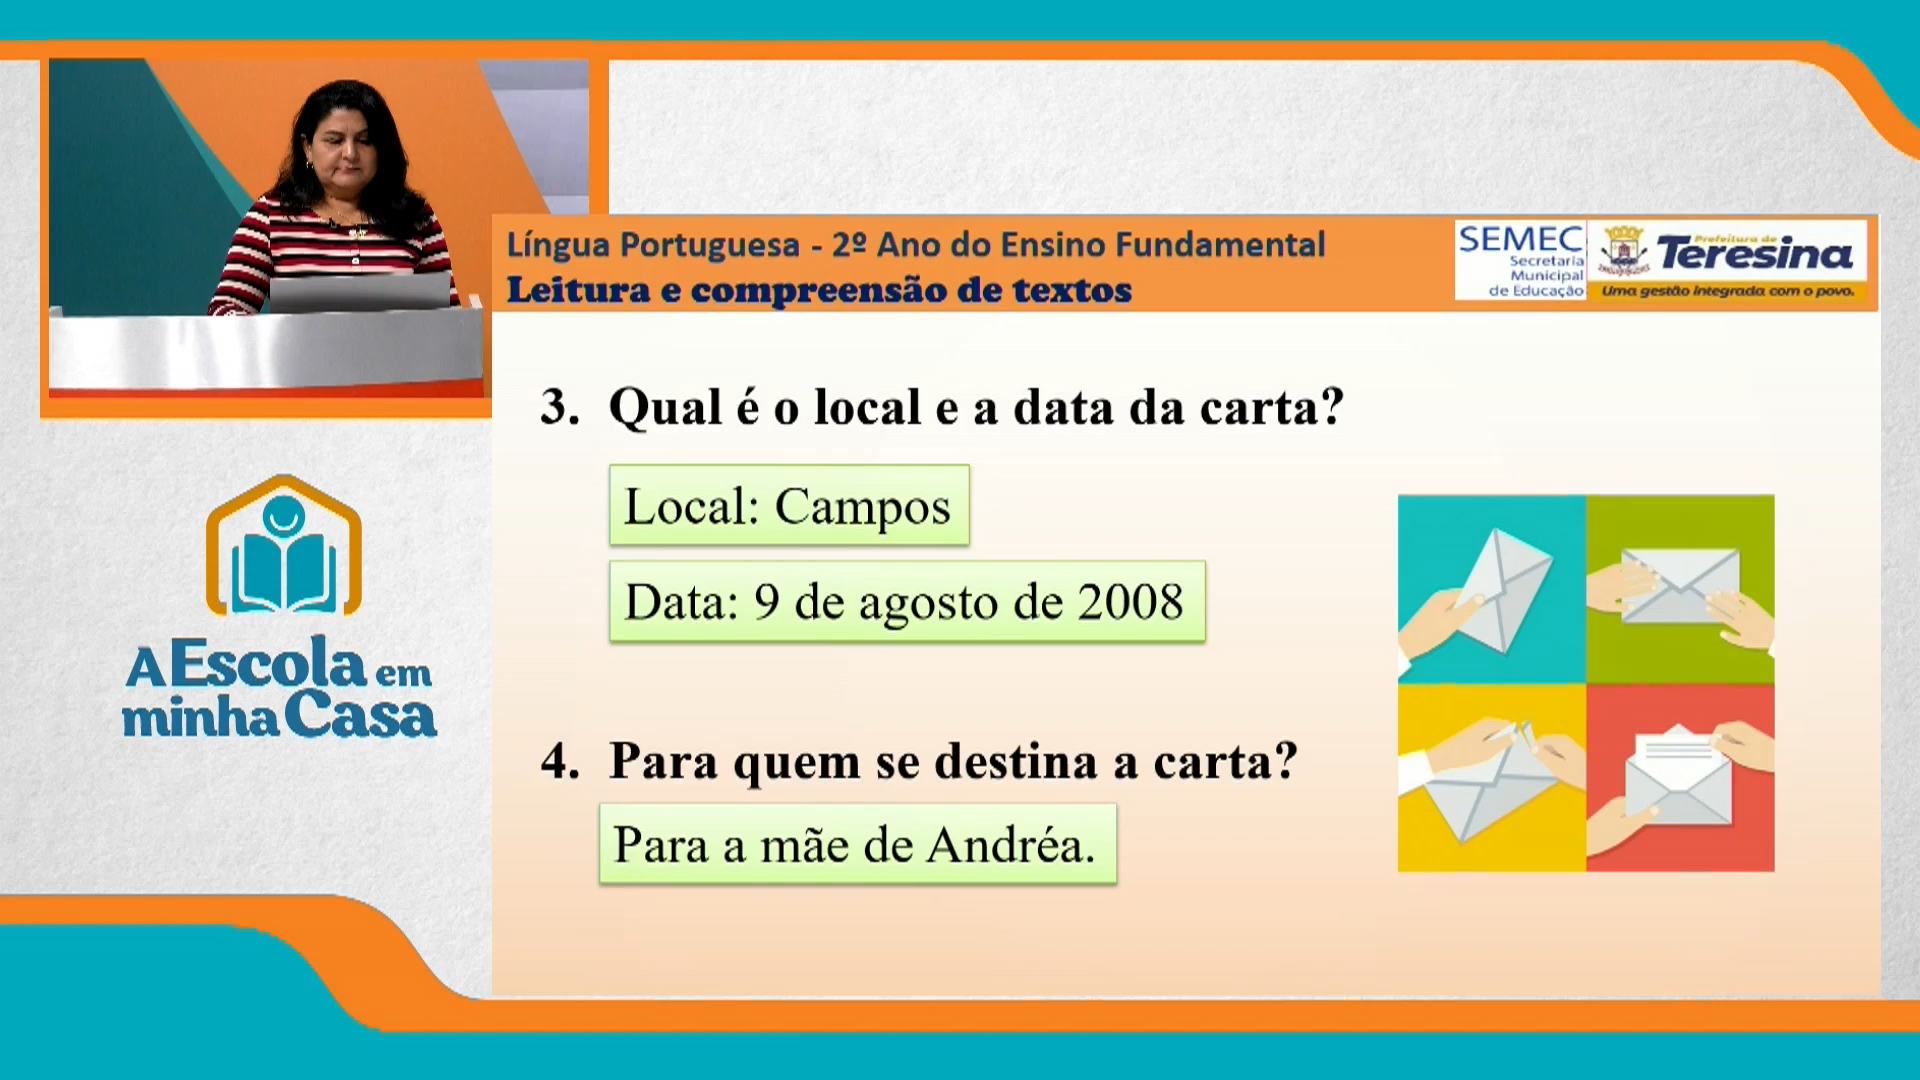 Língua Portuguesa - 2º Ano do Ensino Fundamental
Leitura e compreensão de textos
SEMEC
Secretaria
Municipal
de Educação
Prefeitura de
Teresina
Uma gestão integrada com o povo.
3. Qual é o local e a data da carta?
Local: Campos
Data: 9 de agosto de 2008
4. Para quem se destina a carta?
Para a mãe de Andréa.
A Escola em
minha Casa